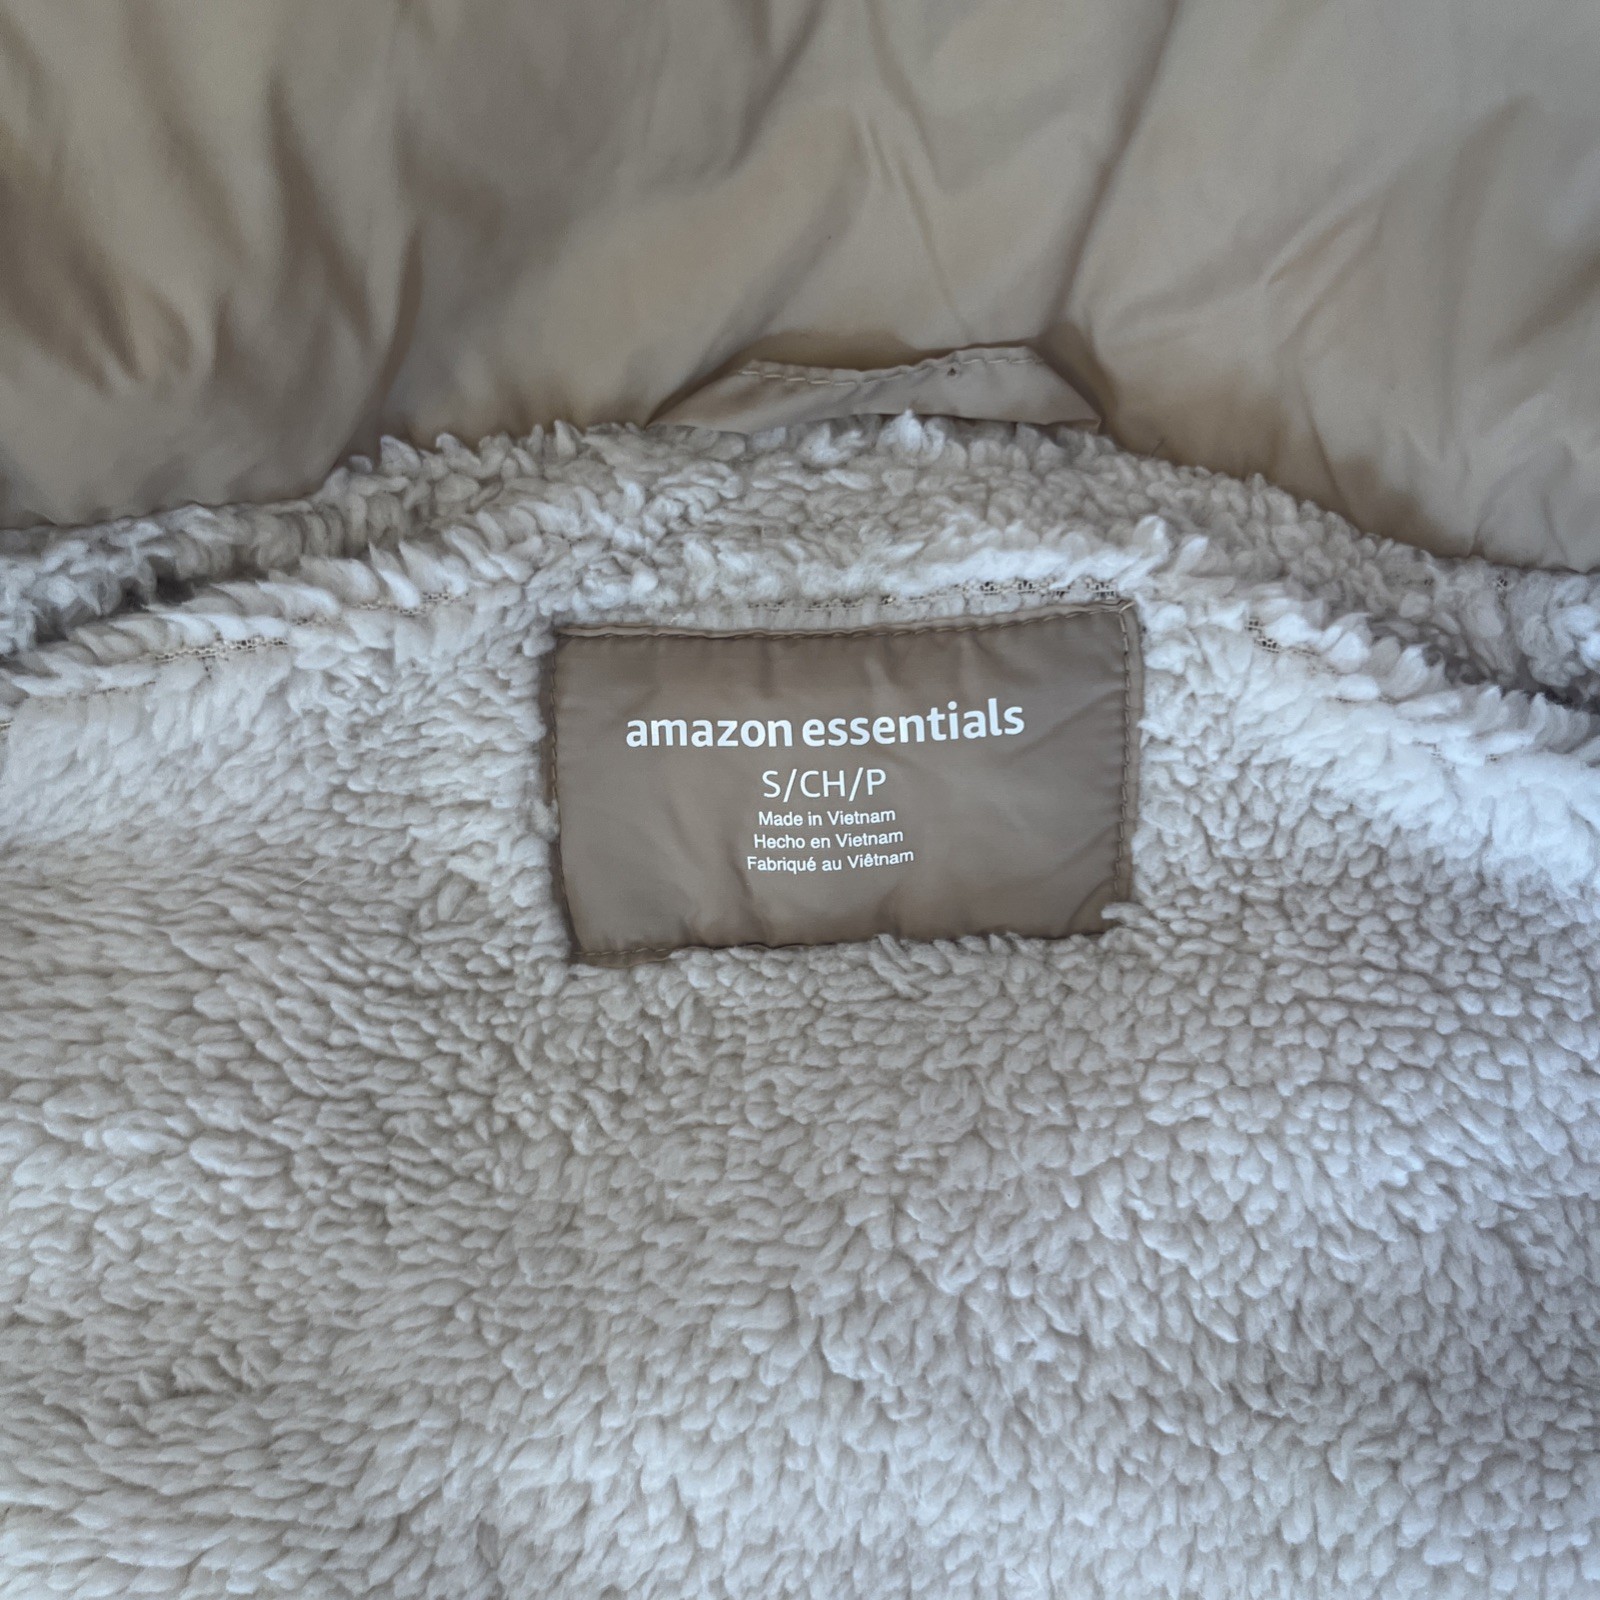 amazon essentials
S/CH/P
Made in Vietnam
Hecho en Vietnam
Fabriqué au Viêtnam